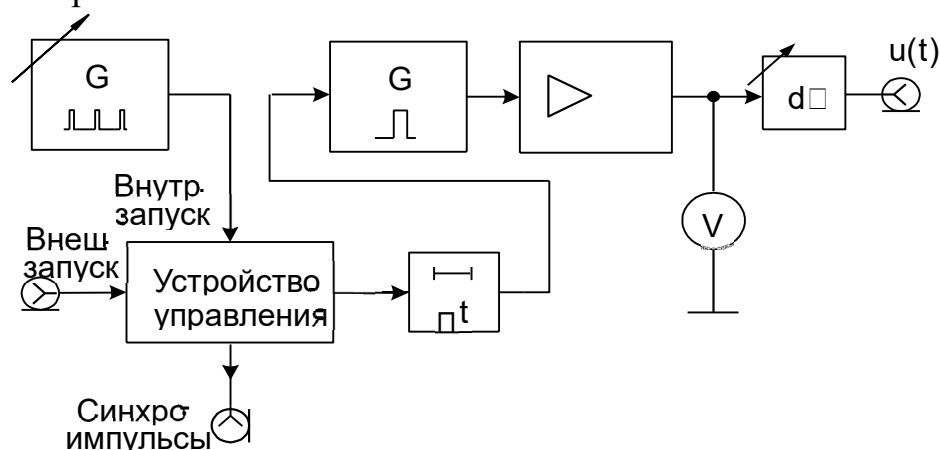 G
G
u(t)
d□
Внутр.
запуск
Внеш
запуск
V
Устройство
управления
t
Синхро-
импульсы